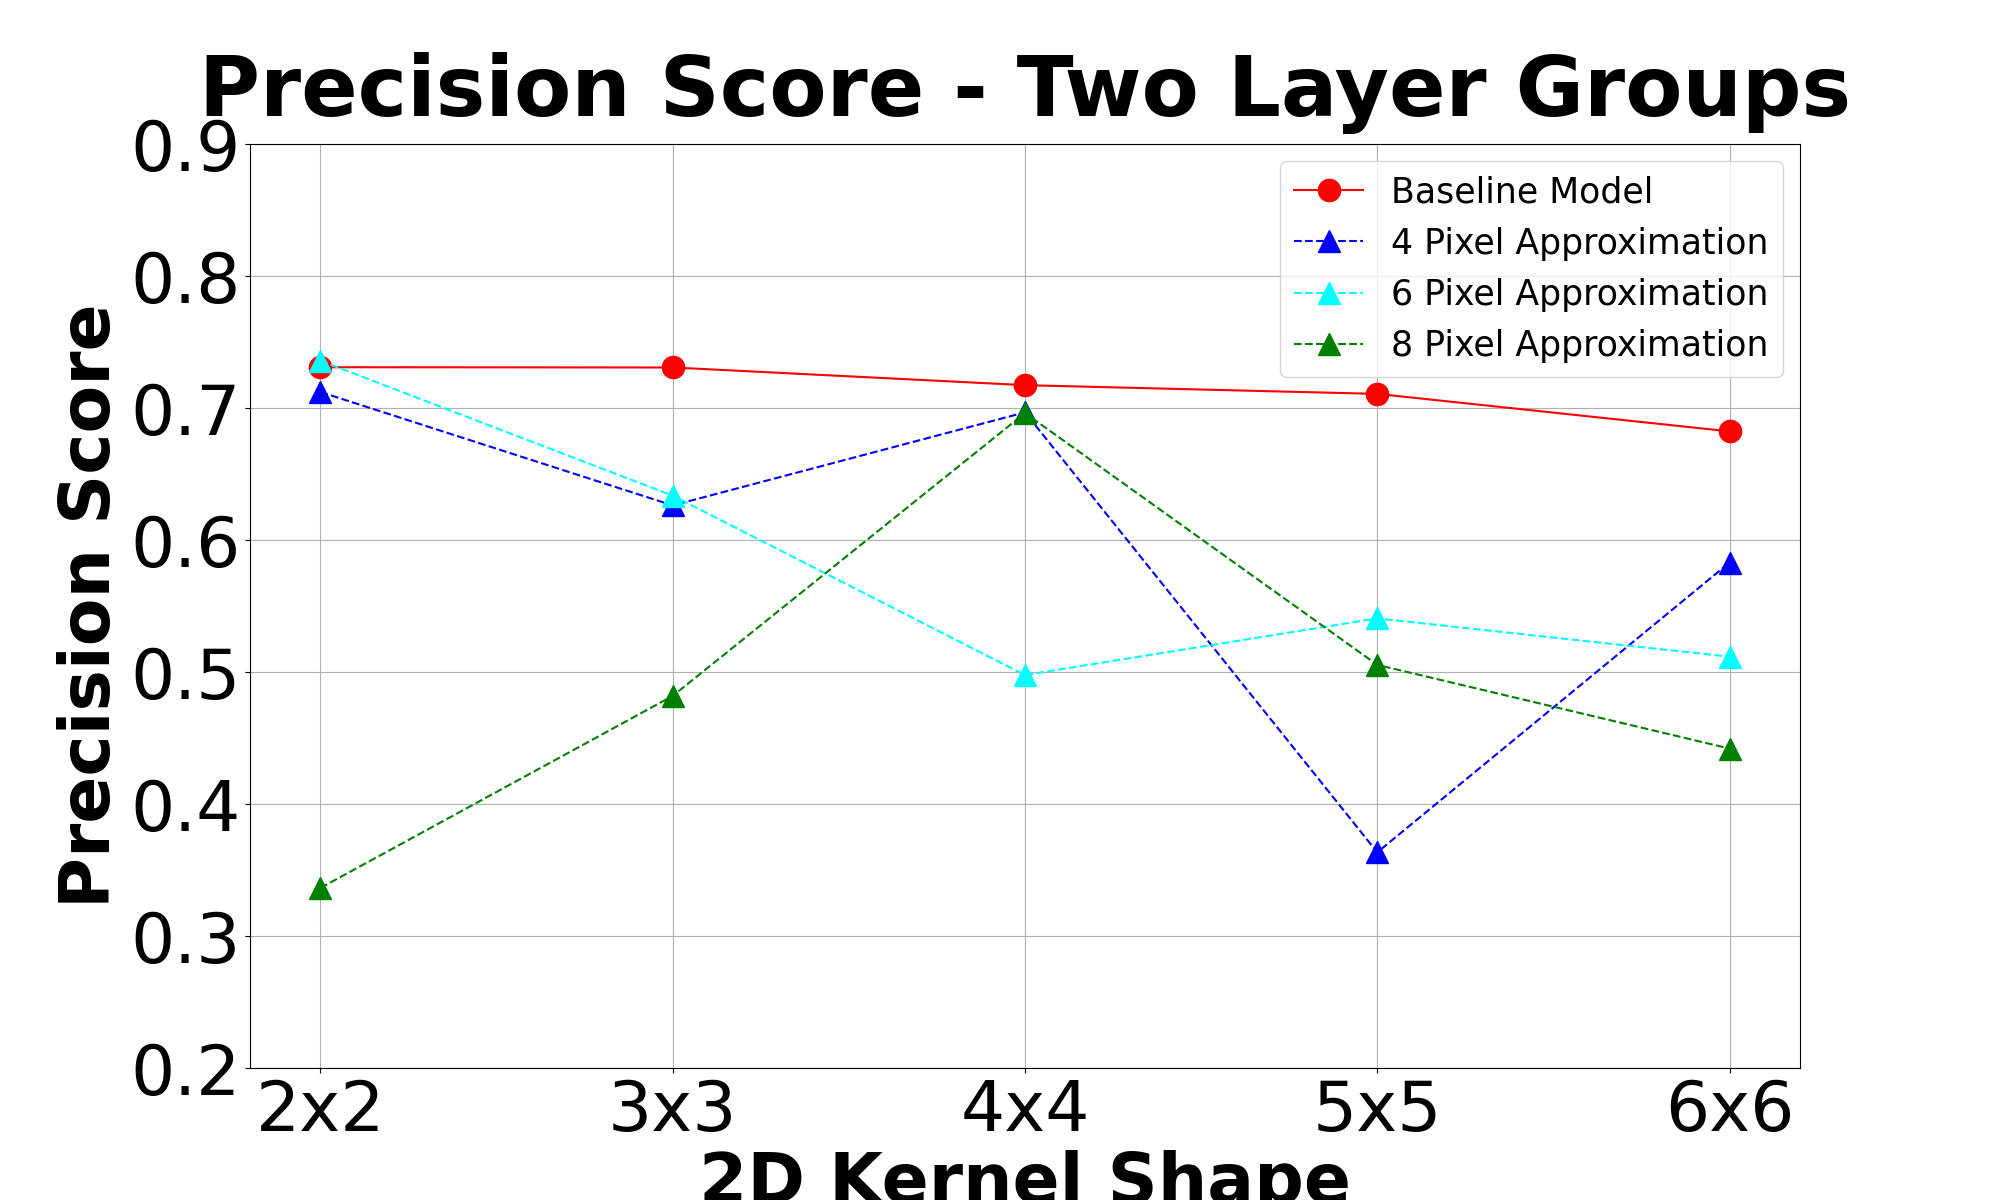 Precision Score - Two Layer Groups
Baseline Model
4 Pixel Approximation
6 Pixel Approximation
8 Pixel Approximation
Precision Score
0.9
0.8
0.7
0.6
0.5
0.4
0.3
0.2
2x2 3x3 4x4 5x5 6x6
2D Kernel Shape